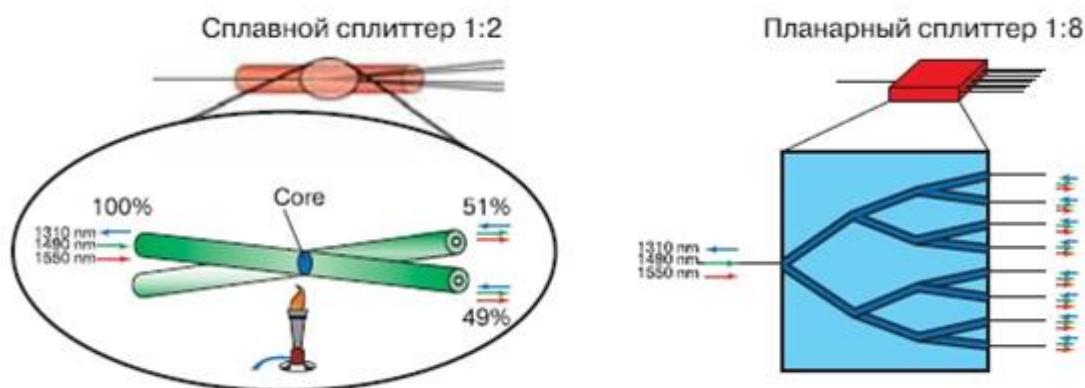 Сплавной сплиттер 1:2
100%
Core
51%
1310 nm
1490 nm
1550 nm
49%
Планарный сплиттер 1:8
1310 nm
1480 nm
1550 nm